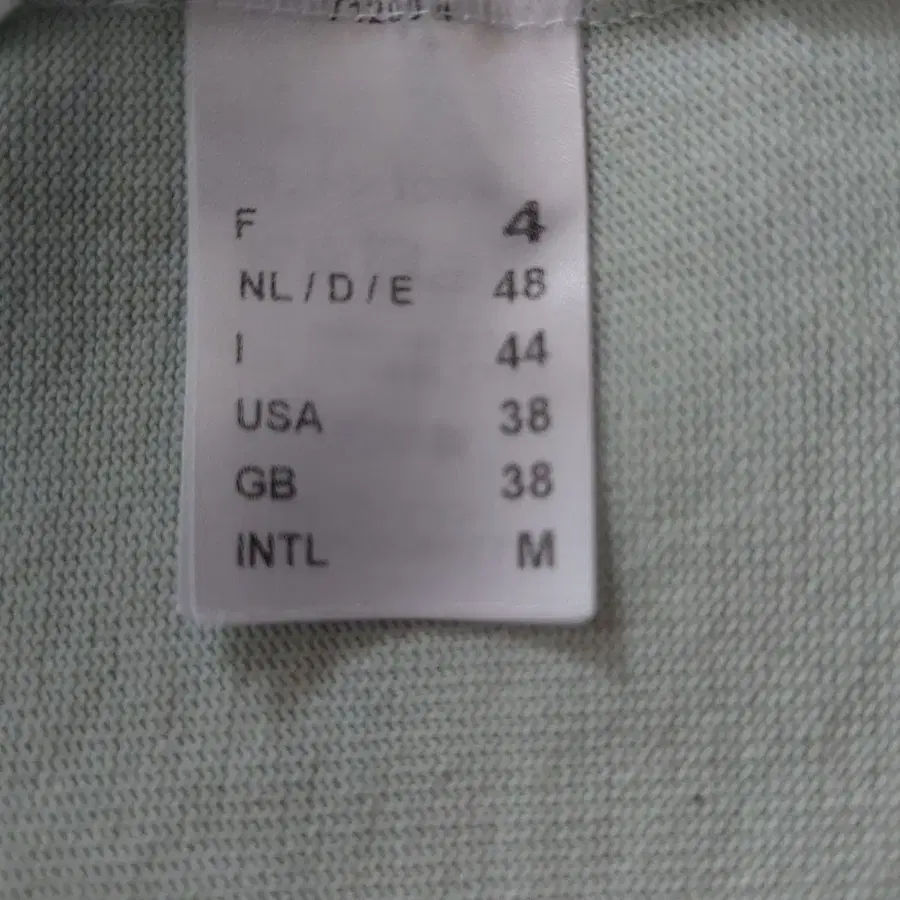 F 4
NL / D / E 48
I 44
USA 38
GB 38
INTL M